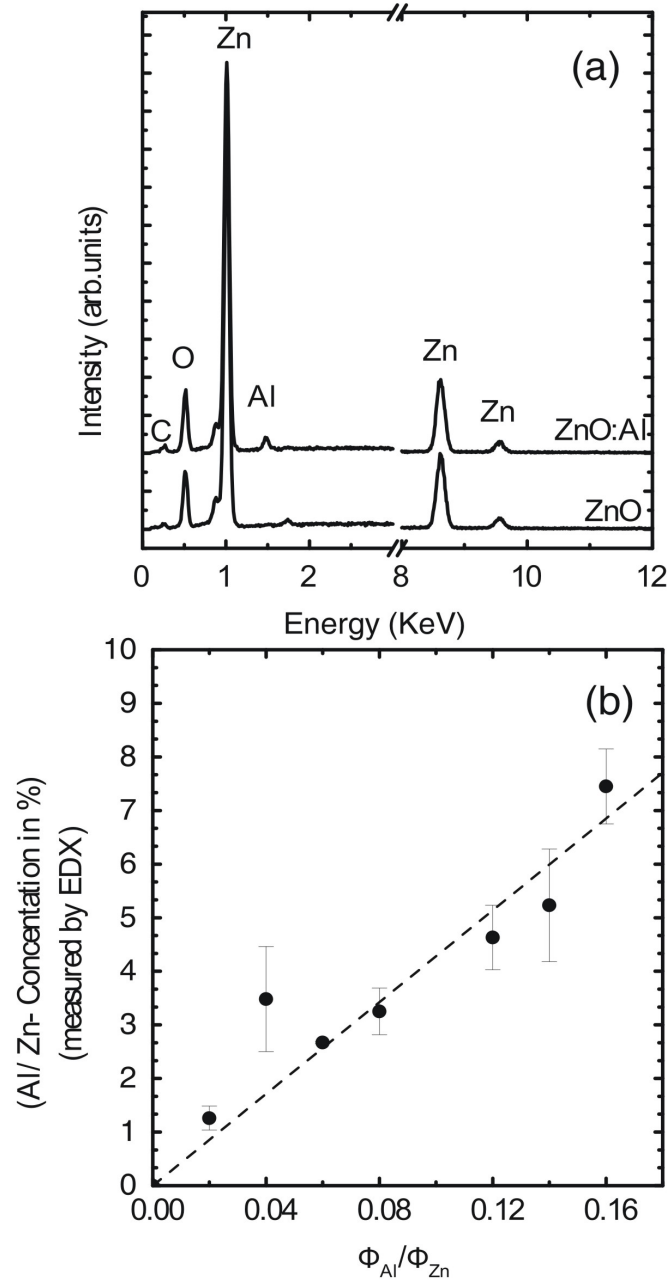 (a)
Zn
Intensity (arb.units)
O
Zn
Al
Zn
C
ZnO:Al
ZnO
0 1 2 8 10 12
Energy (KeV)
(b)
(Al/ Zn- Concentation in %)
(measured by EDX)
10
9
8
7
6
5
4
3
2
1
0
0.00 0.04 0.08 0.12 0.16
Φ_Al/Φ_Zn